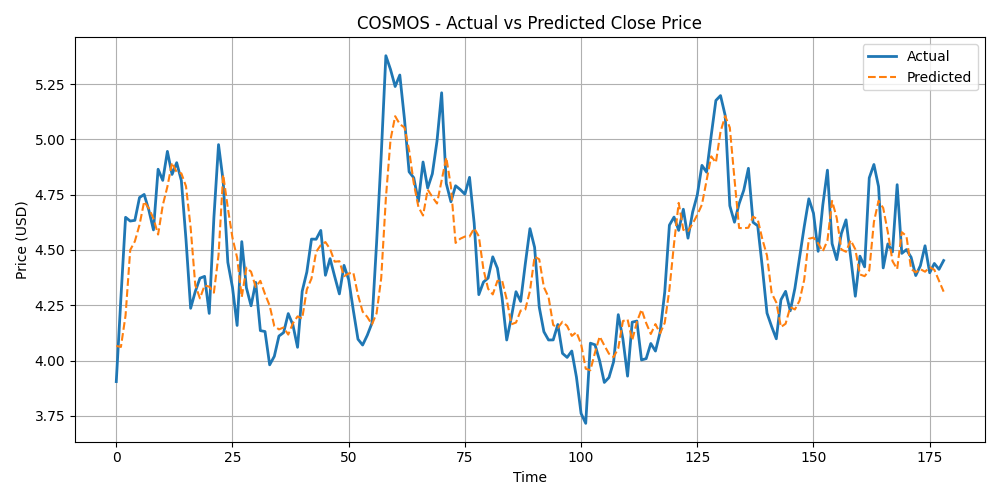 COSMOS - Actual vs Predicted Close Price
Actual
Predicted
Price (USD)
5.25
5.00
4.75
4.50
4.25
4.00
3.75
0 25 50 75 100 125 150 175
Time